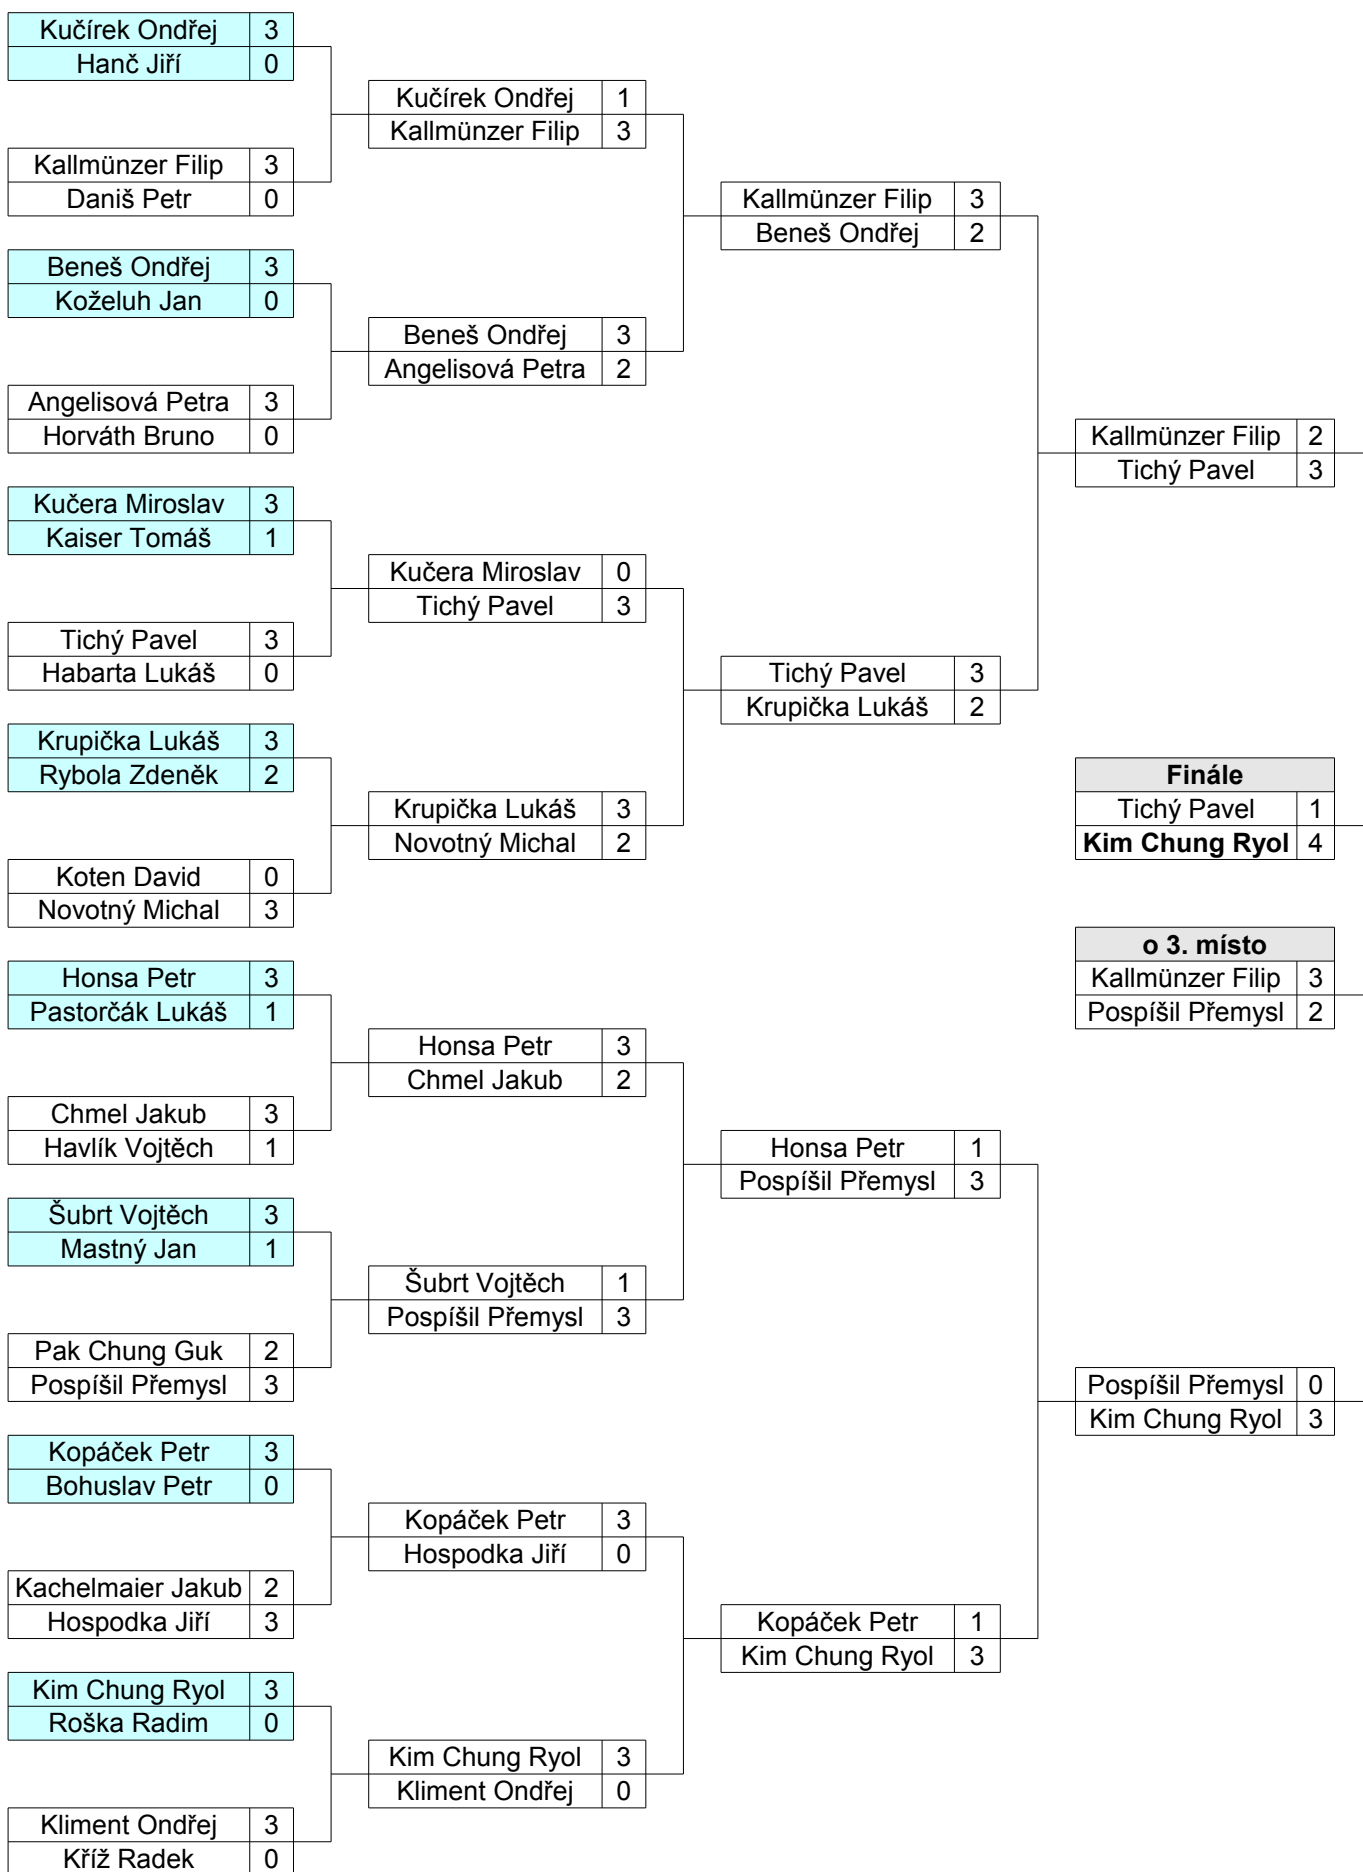 Kučírek Ondřej 3
Hanč Jiří 0
Kallmünzer Filip 3
Daniš Petr 0
Beneš Ondřej 3
Koželuh Jan 0
Angelisová Petra 3
Horváth Bruno 0
Kučera Miroslav 3
Kaiser Tomáš 1
Tichý Pavel 3
Habarta Lukáš 0
Krupička Lukáš 3
Rybola Zdeněk 2
Koten David 0
Novotný Michal 3
Honsa Petr 3
Pastorčák Lukáš 1
Chmel Jakub 3
Havlík Vojtěch 1
Šubrt Vojtěch 3
Mastný Jan 1
Pak Chung Guk 2
Pospíšil Přemysl 3
Kopáček Petr 3
Bohuslav Petr 0
Kachelmaier Jakub 2
Hospodka Jiří 3
Kim Chung Ryol 3
Roška Radim 0
Kliment Ondřej 3
Kříž Radek 0
Kučírek Ondřej 1
Kallmünzer Filip 3
Beneš Ondřej 3
Angelisová Petra 2
Kučera Miroslav 0
Tichý Pavel 3
Krupička Lukáš 3
Novotný Michal 2
Honsa Petr 3
Chmel Jakub 2
Šubrt Vojtěch 1
Pospíšil Přemysl 3
Kopáček Petr 3
Hospodka Jiří 0
Kim Chung Ryol 3
Kliment Ondřej 0
Kallmünzer Filip 3
Beneš Ondřej 2
Tichý Pavel 3
Krupička Lukáš 2
Honsa Petr 1
Pospíšil Přemysl 3
Kopáček Petr 1
Kim Chung Ryol 3
Kallmünzer Filip 2
Tichý Pavel 3
Finále
Tichý Pavel 1
Kim Chung Ryol 4
o 3. místo
Kallmünzer Filip 3
Pospíšil Přemysl 2
Pospíšil Přemysl 0
Kim Chung Ryol 3